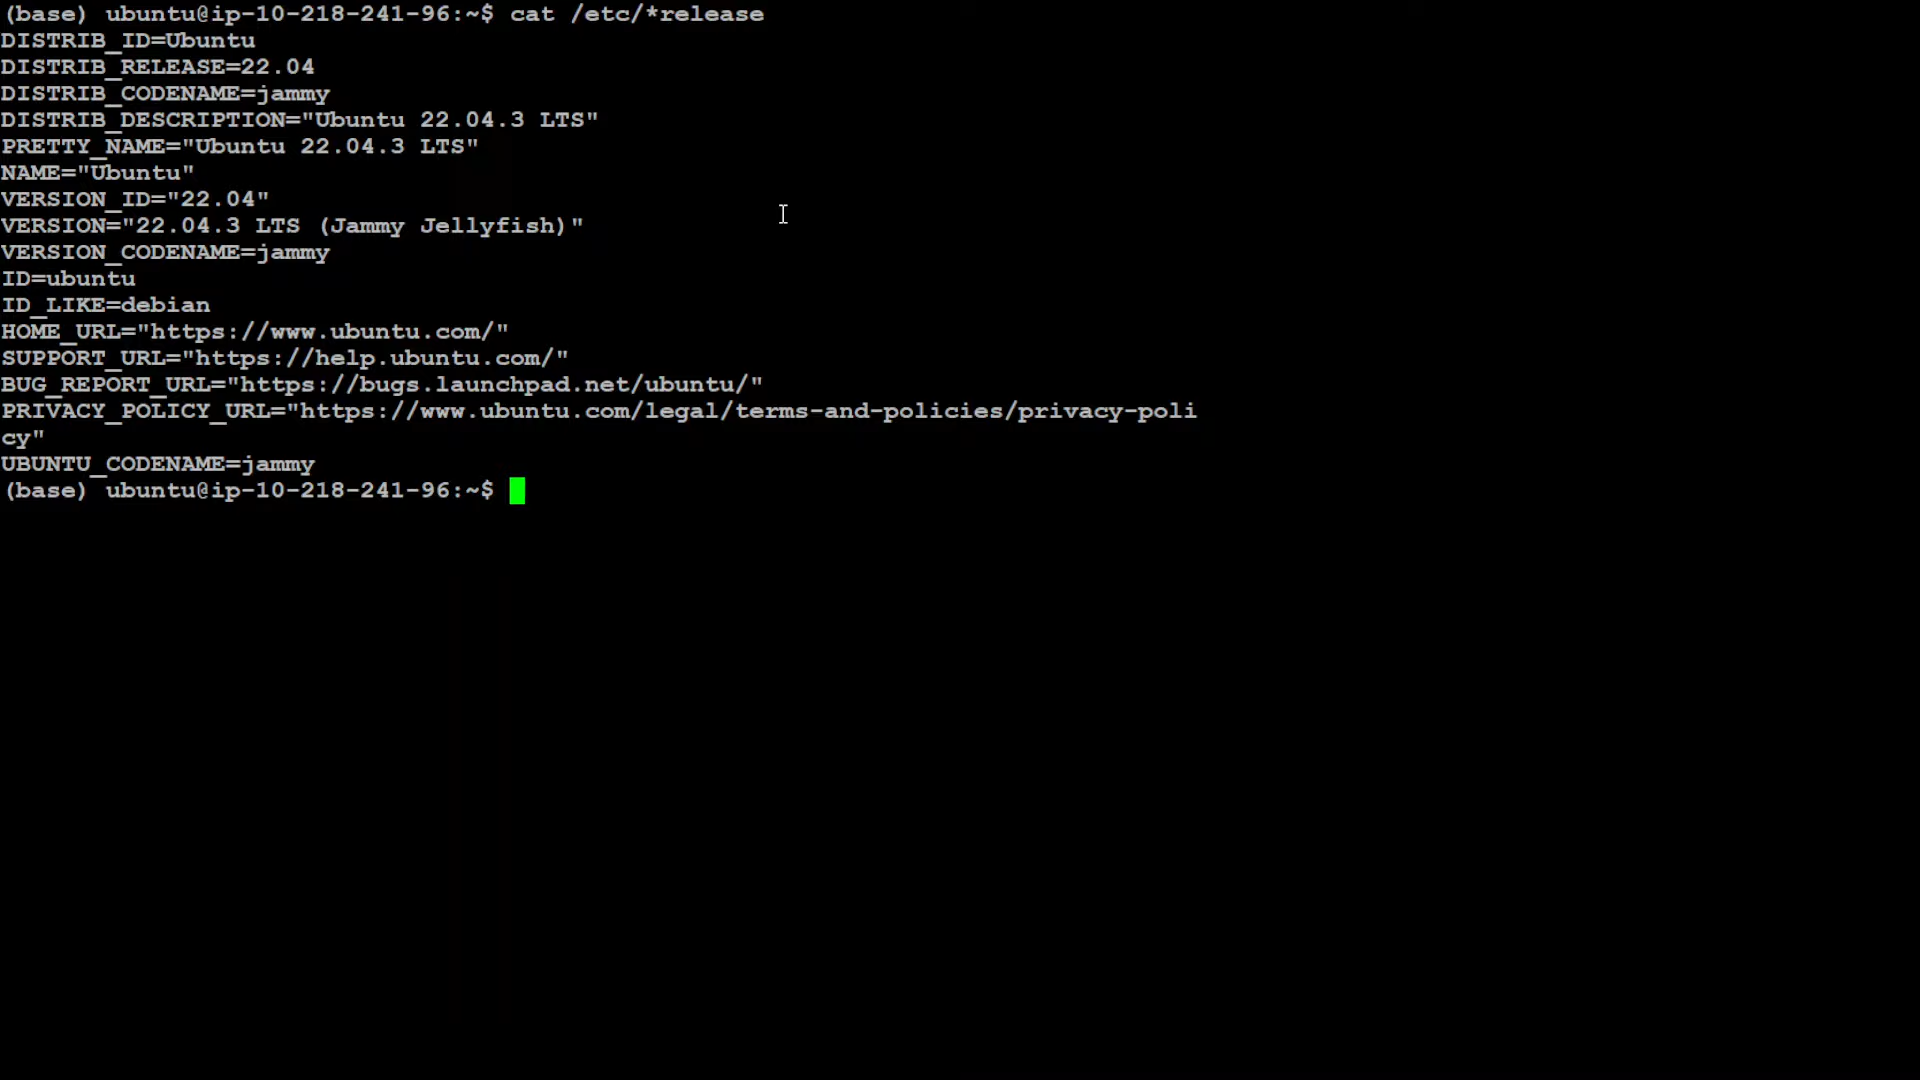 (base) ubuntu@ip-10-218-241-96:~$ cat /etc/*release
DISTRIB_ID=Ubuntu
DISTRIB_RELEASE=22.04
DISTRIB_CODENAME=jammy
DISTRIB_DESCRIPTION="Ubuntu 22.04.3 LTS"
PRETTY_NAME="Ubuntu 22.04.3 LTS"
NAME="Ubuntu"
VERSION_ID="22.04"
VERSION="22.04.3 LTS (Jammy Jellyfish)"
VERSION_CODENAME=jammy
ID=ubuntu
ID_LIKE=debian
HOME_URL="https://www.ubuntu.com/"
SUPPORT_URL="https://help.ubuntu.com/"
BUG_REPORT_URL="https://bugs.launchpad.net/ubuntu/"
PRIVACY_POLICY_URL="https://www.ubuntu.com/legal/terms-and-policies/privacy-poli
cy"
UBUNTU_CODENAME=jammy
(base) ubuntu@ip-10-218-241-96:~$